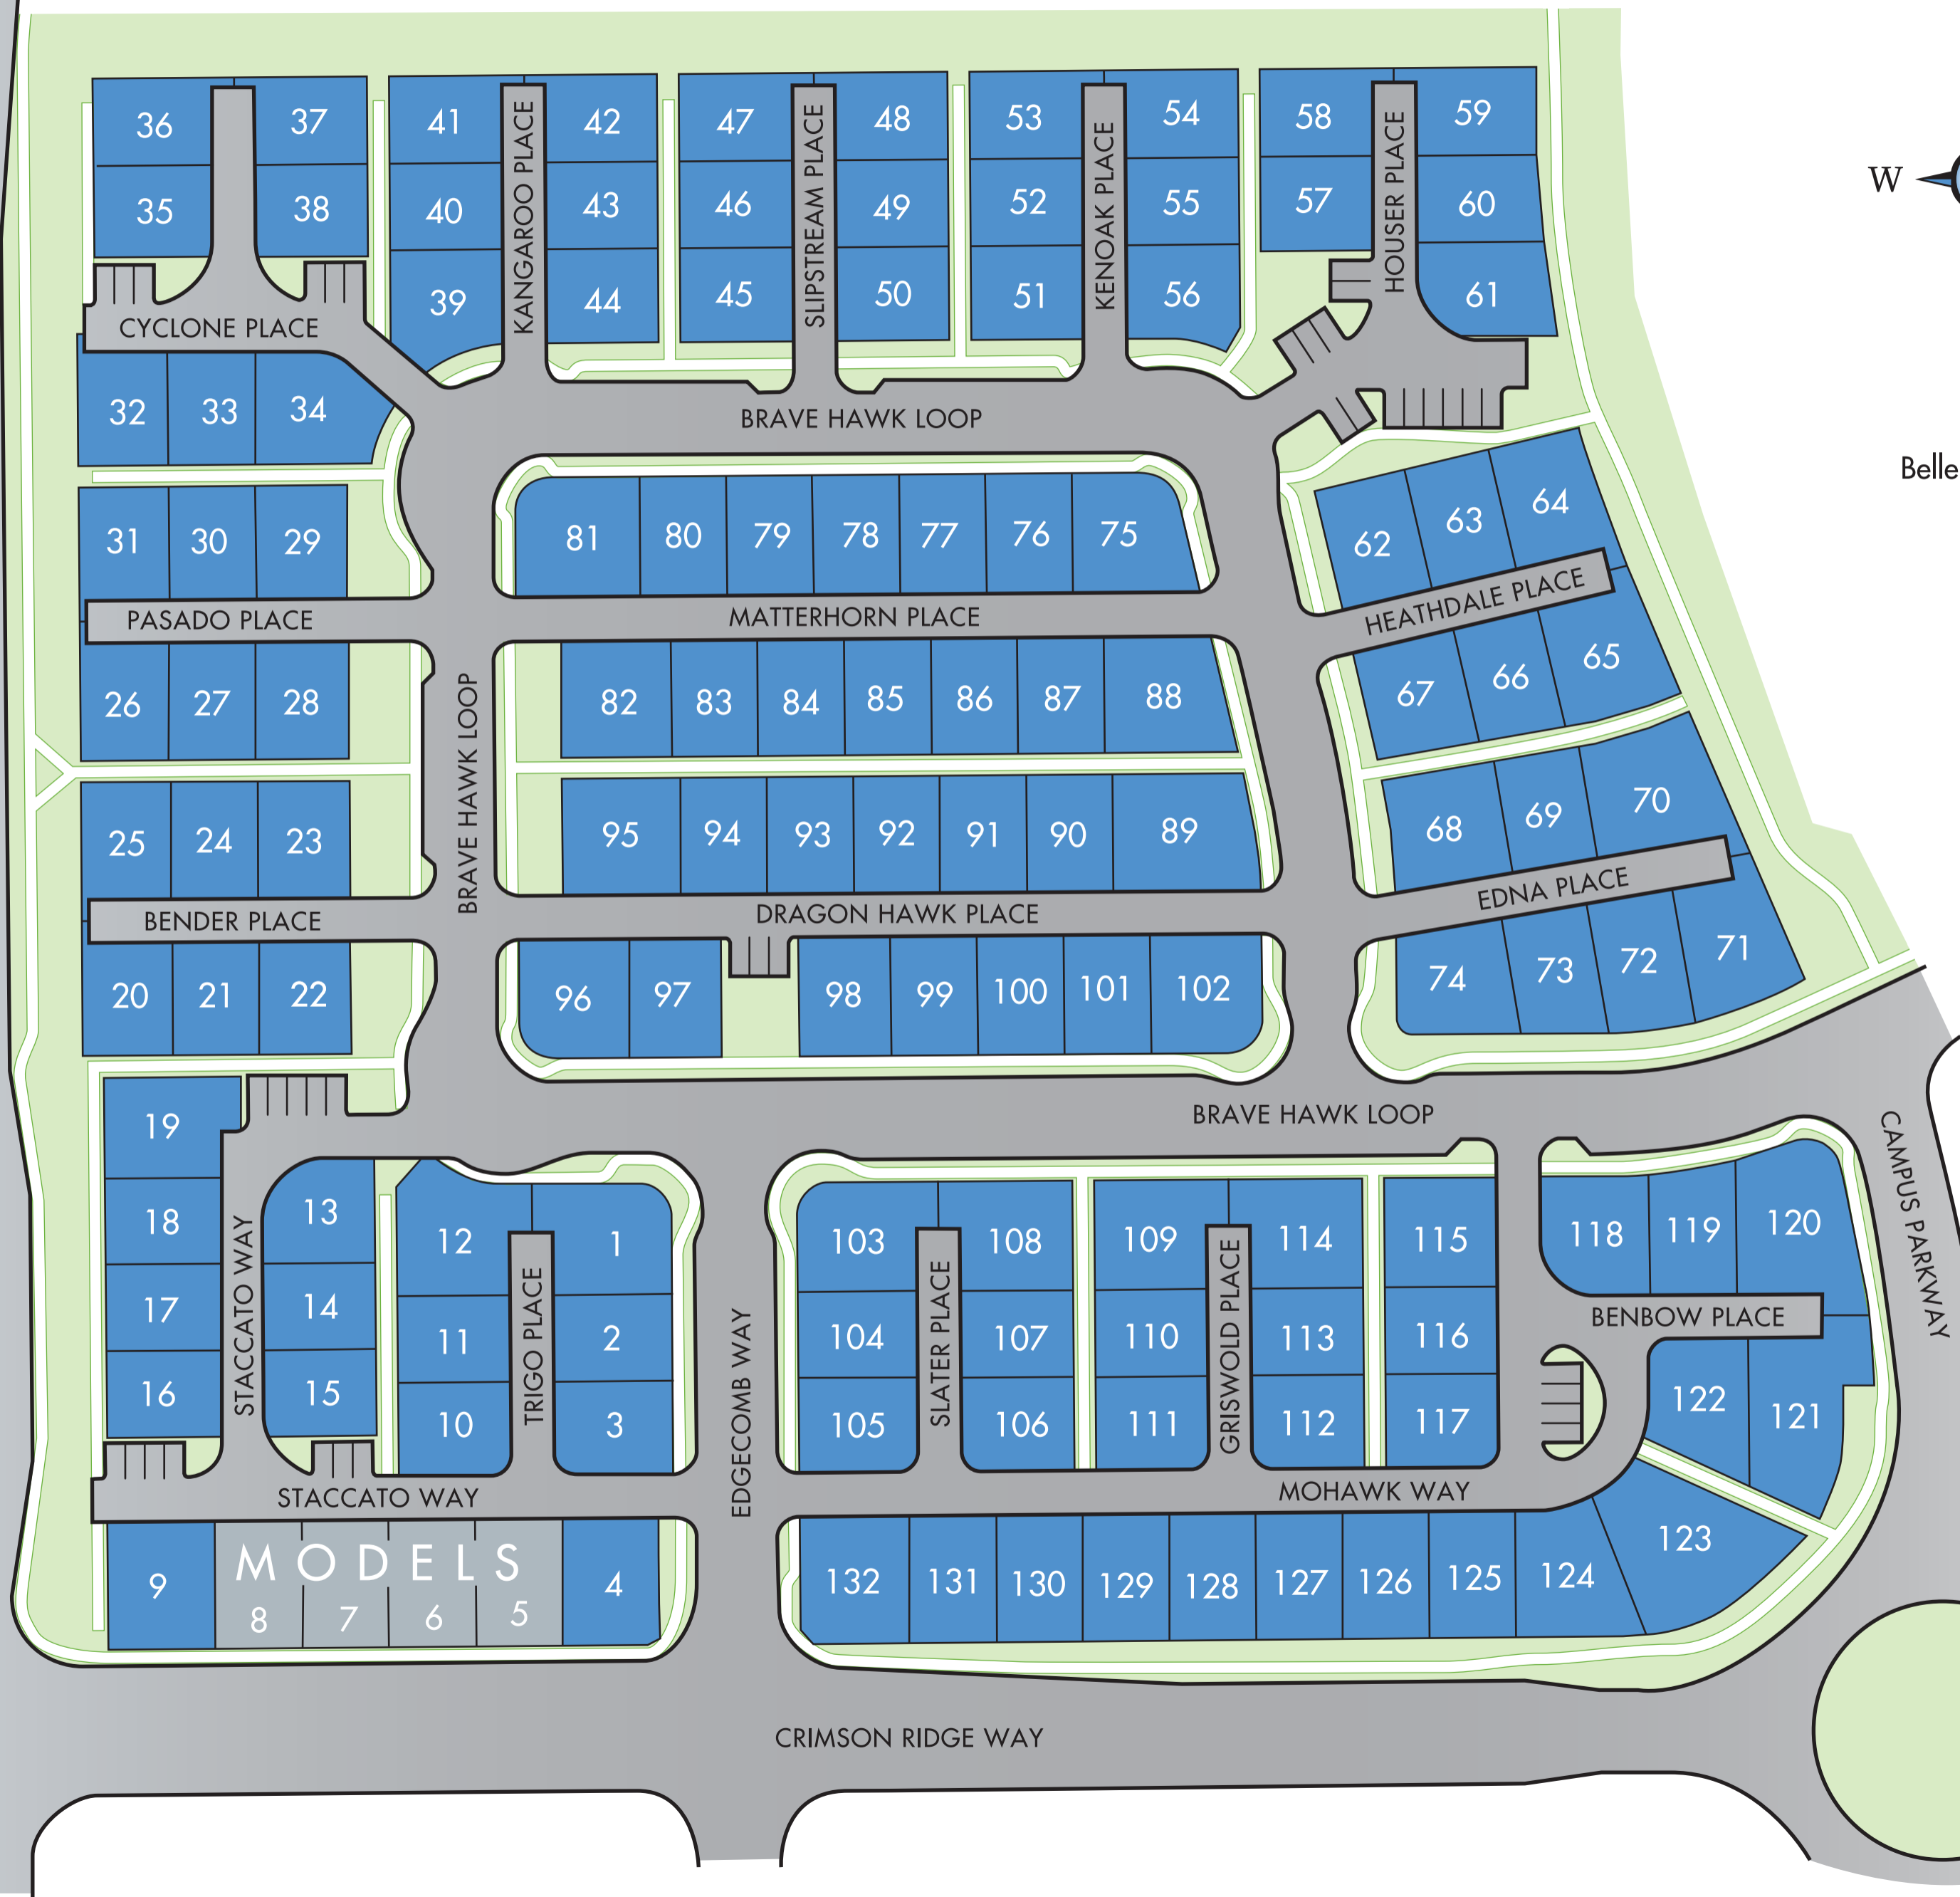 36 37 41 42 47 48 53 54 58 59
35 38 40 43 46 49 52 55 57 60
39 44 45 50 51 56 61
KANGAROO PLACE
SLIPSTREAM PLACE
KENOAK PLACE
HOUSER PLACE
W
CYCLONE PLACE
32 33 34
BRAVE HAWK LOOP
Belle
31 30 29
81 80 79 78 77 76 75
62 63 64
PASADO PLACE
MATTERHORN PLACE
HEATHDALE PLACE
26 27 28
82 83 84 85 86 87 88
67 66 65
BRAVE HAWK LOOP
25 24 23
95 94 93 92 91 90 89
68 69 70
BENDER PLACE
DRAGON HAWK PLACE
EDNA PLACE
20 21 22
96 97 98 99 100 101 102
74 73 72 71
BRAVE HAWK LOOP
CAMPUS PARKWAY
19
18 13 12 1 103 108 109 114 115 118 119 120
17 14 11 2 104 107 110 113 116
BENBOW PLACE
16 15 10 3 105 106 111 112 117 122 121
STACCATO WAY
TRIGO PLACE
EDGECOMB WAY
SLATER PLACE
GRISWOLD PLACE
STACCATO WAY
MOHAWK WAY
MODELS
9 8 7 6 5 4
132 131 130 129 128 127 126 125 124 123
CRIMSON RIDGE WAY